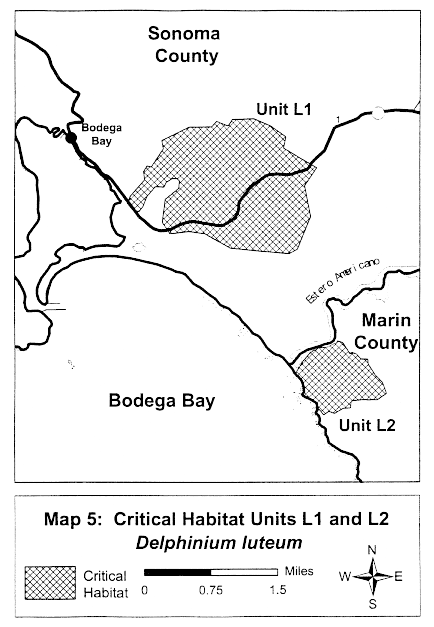 Sonoma
County
Unit L1
1
Bodega
Bay
Estero Americano
Marin
County
Bodega Bay
Unit L2
Map 5: Critical Habitat Units L1 and L2
Delphinium luteum
Critical
Habitat
Miles
0 0.75 1.5
N
W E
S